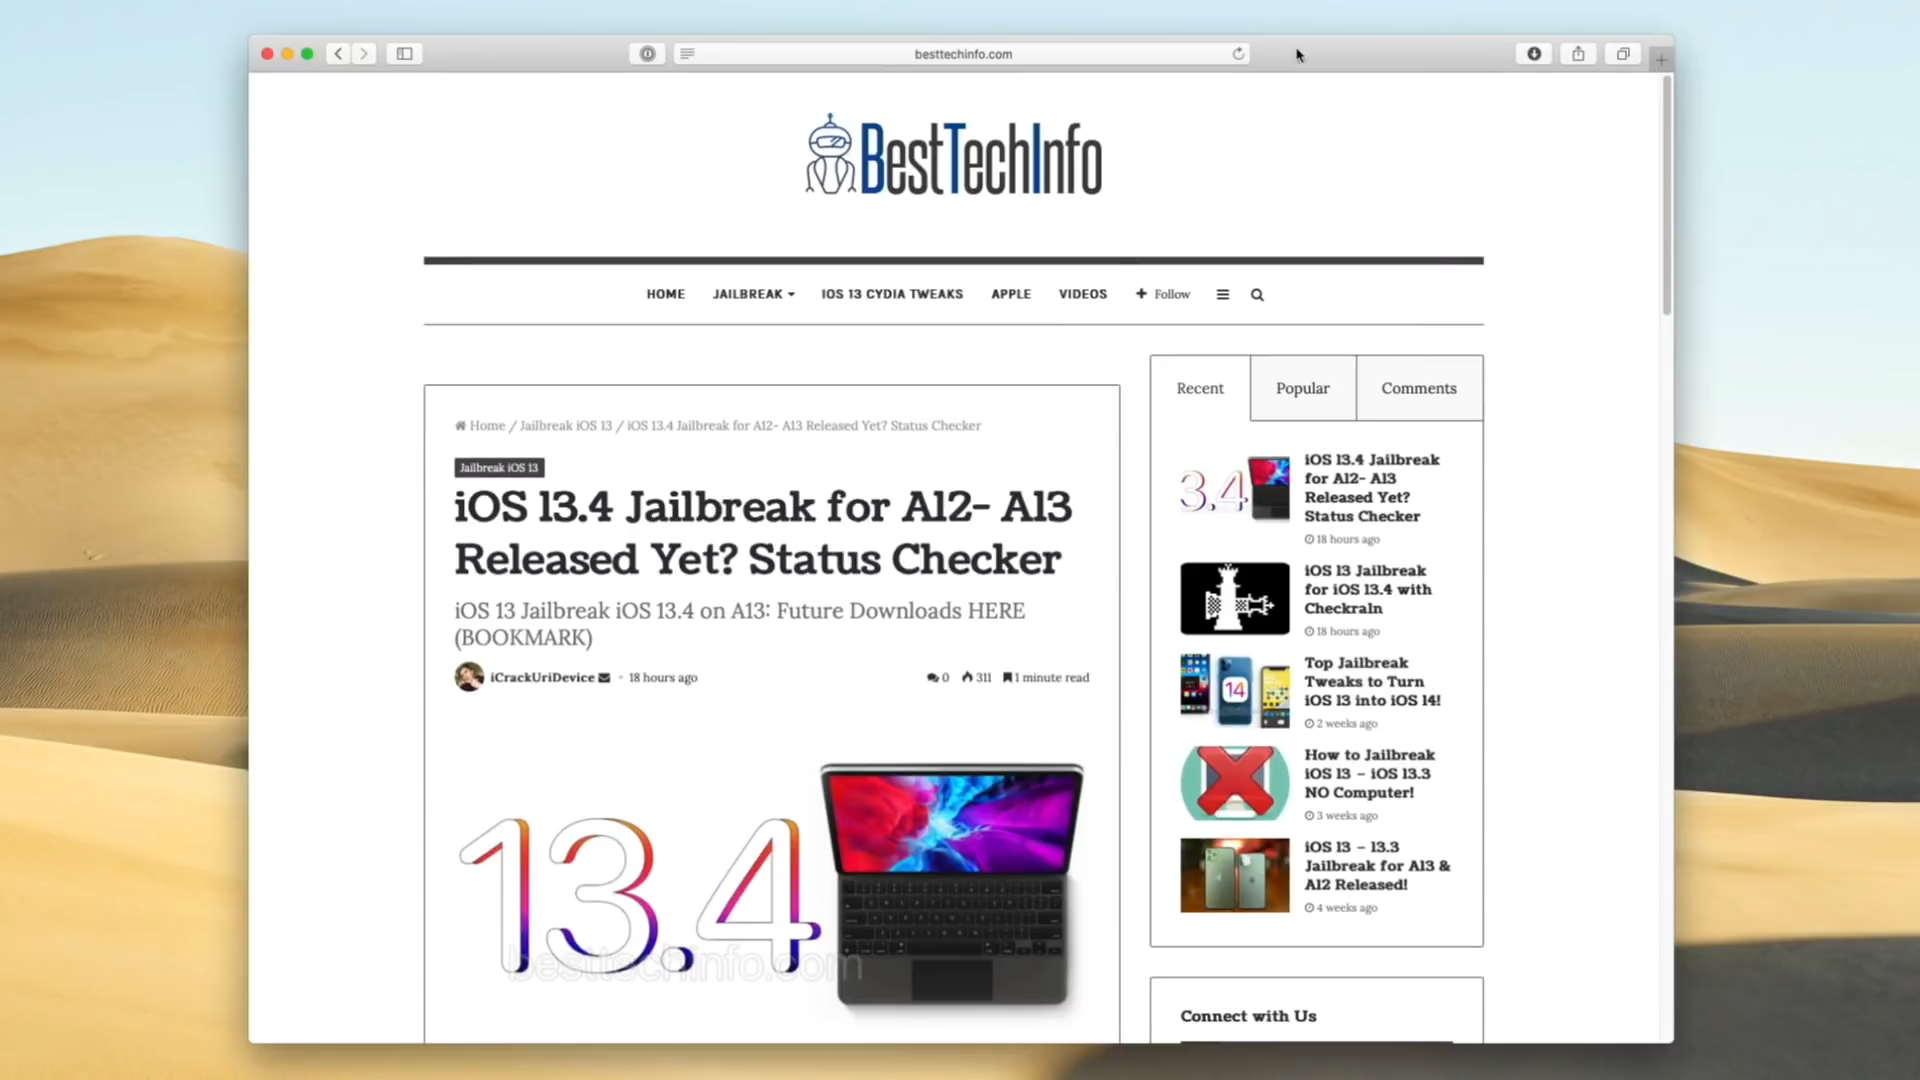 besttechinfo.com
BestTechInfo
HOME JAILBREAK IOS 13 CYDIA TWEAKS APPLE VIDEOS + Follow
Home / Jailbreak iOS 13 / iOS 13.4 Jailbreak for A12- A13 Released Yet? Status Checker
Jailbreak iOS 13
iOS 13.4 Jailbreak for A12- A13
Released Yet? Status Checker
iOS 13 Jailbreak iOS 13.4 on A13: Future Downloads HERE
(BOOKMARK)
iCrackUriDevice • 18 hours ago 0 311 1 minute read
13.4
besttechinfo.com
Recent Popular Comments
3.4
iOS 13.4 Jailbreak
for A12- A13
Released Yet?
Status Checker
18 hours ago
iOS 13 Jailbreak
for iOS 13.4 with
Checkra1n
18 hours ago
14
Top Jailbreak
Tweaks to Turn
iOS 13 into iOS 14!
2 weeks ago
How to Jailbreak
iOS 13 – iOS 13.3
NO Computer!
3 weeks ago
iOS 13 – 13.3
Jailbreak for A13 &
A12 Released!
4 weeks ago
Connect with Us